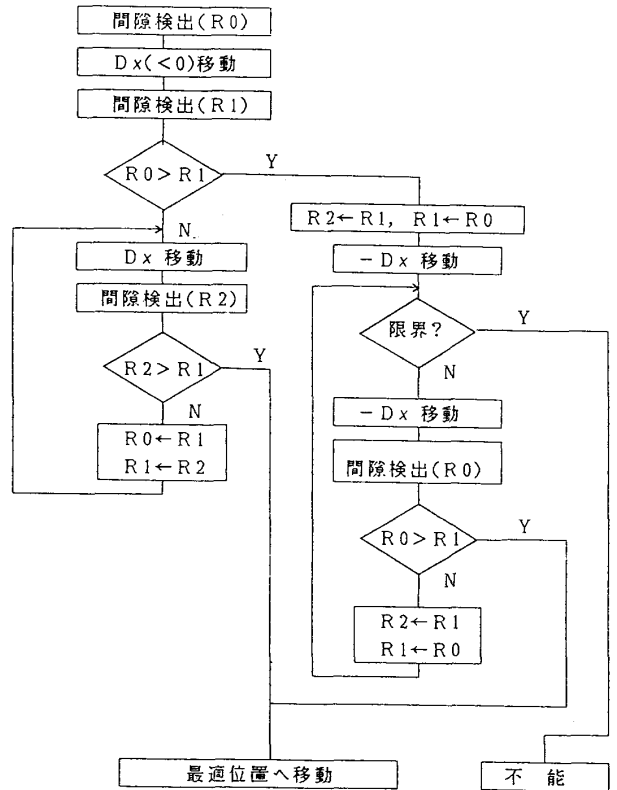 間隙検出(R0)
Dx(<0)移動
間隙検出(R1)
R0>R1
Y
N
R2←R1, R1←R0
Dx 移動
－Dx 移動
間隙検出(R2)
限界?
Y
R2>R1
Y
N
N
－Dx 移動
R0←R1
R1←R2
間隙検出(R0)
R0>R1
Y
N
R2←R1
R1←R0
最適位置へ移動
不 能